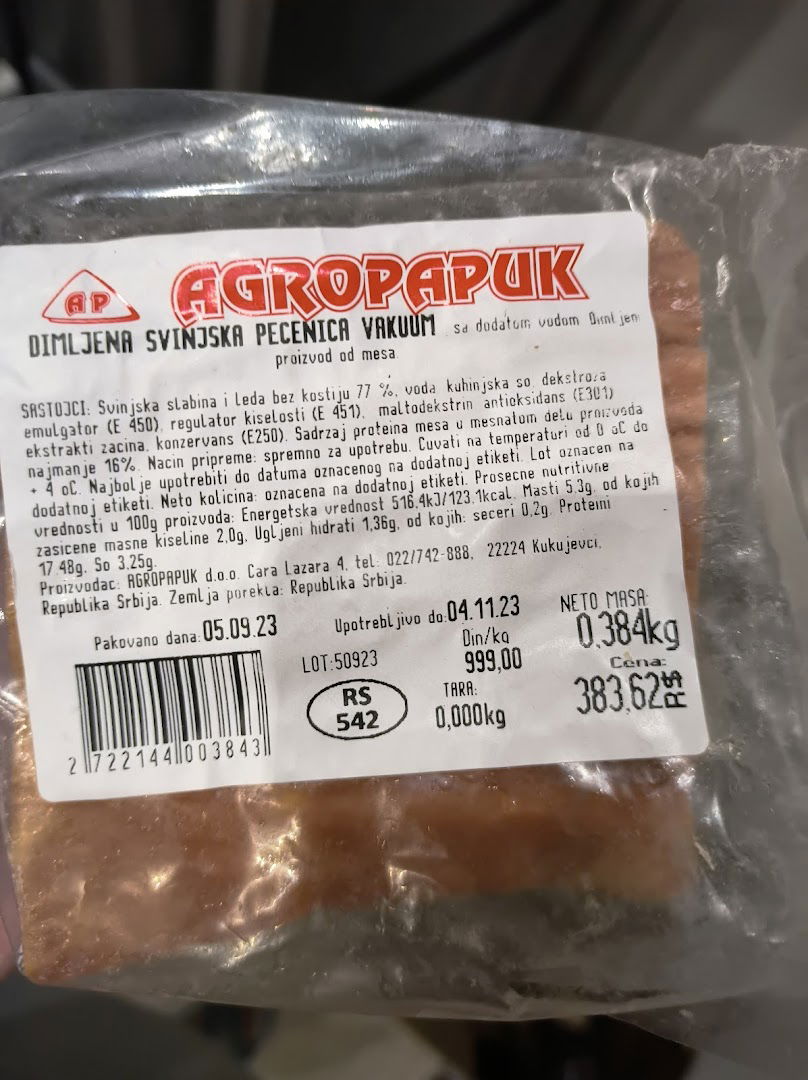 AP
AGROPAPUK
DIMLJENA SVINJSKA PECENICA VAKUUM sa dodatom vodom Dimljeni
proizvod od mesa
SASTOJCI: Svinjska slabina i leda bez kostiju 77 %, voda kuhinjska so, dekstroza
emulgator (E 450), regulator kiselosti (E 451), maltodekstrin antioksidans (E301)
ekstrakti zacina, konzervans (E250). Sadrzaj proteina mesa u mesnatom delu proizvoda
najmanje 16%. Nacin pripreme: spremno za upotrebu. Cuvati na temperaturi od 0 oC do
+ 4 oC. Najbolje upotrebiti do datuma oznacenog na dodatnoj etiketi. Lot oznacen na
dodatnoj etiketi. Neto kolicina: oznacena na dodatnoj etiketi. Prosecne nutritivne
vrednosti u 100g proizvoda: Energetska vrednost 516.4kJ/123.1kcal. Masti 5.3g. od kojih
zasicene masne kiseline 2,0g. Ugljeni hidrati 1,36g, od kojih: seceri 0,2g. Proteini
17.48g. So 3.25g.
Proizvodac: AGROPAPUK d.o.o. Cara Lazara 4. tel: 022/742-888, 22224 Kukujevci,
Republika Srbija. Zemlja porekla: Republika Srbija.
Pakovano dana: 05.09.23
Upotrebljivo do: 04.11.23
NETO MASA:
0,384kg
LOT:50923
Din/kg
999,00
Cena:
383,62 RSD
RS
542
TARA:
0,000kg
2 722144 003843